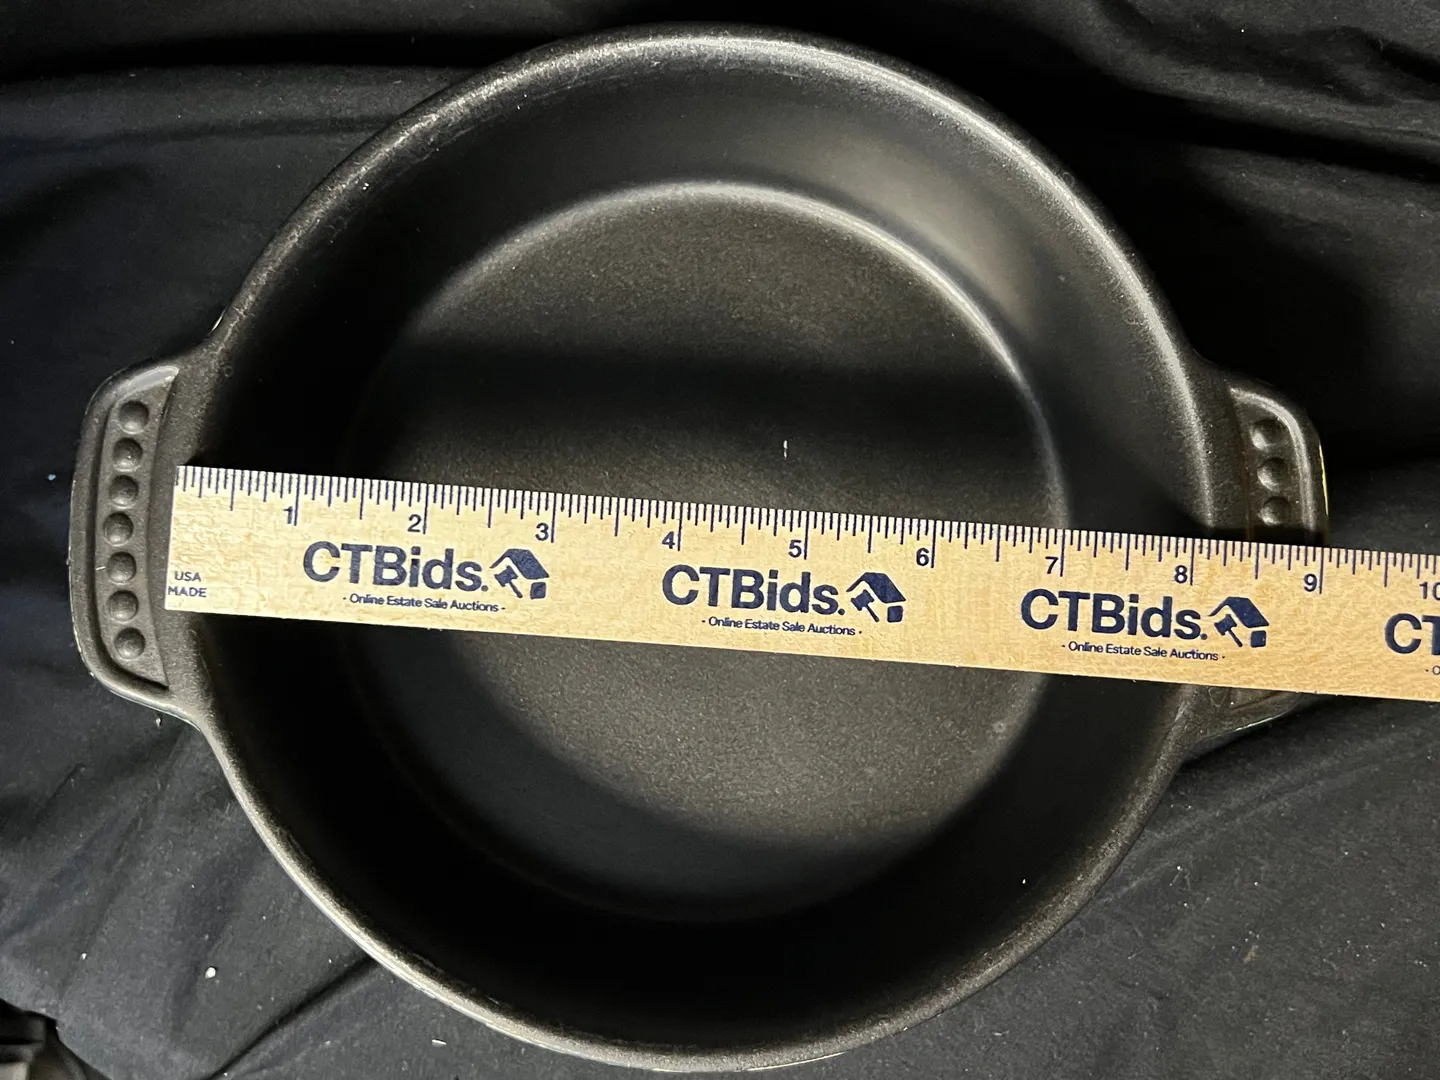 1 2 3 4 5 6 7 8 9 10
USA
MADE
CTBids.
- Online Estate Sale Auctions -
CTBids.
- Online Estate Sale Auctions -
CTBids.
- Online Estate Sale Auctions -
CT
- O